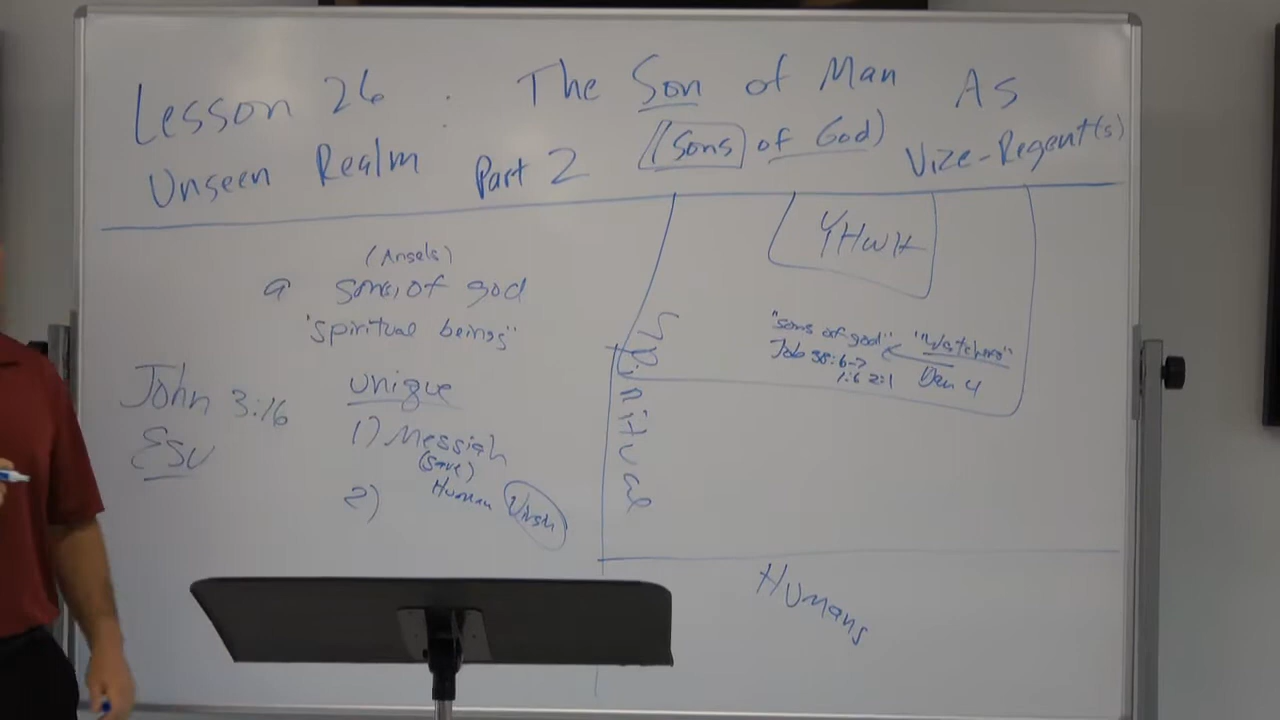 Lesson 26 : The Son of Man As
Unseen Realm Part 2 (Sons of God) Vize-Regent(s)
(Angels)
a sons of god
"spiritual beings"
John 3:16
ESV
unique
1) Messiah
(save)
Human Virgin
2)
YHWH
"sons of god" "Watchers"
Job 38:6-7
1:6 2:1 Dan 4
Spiritual
Humans